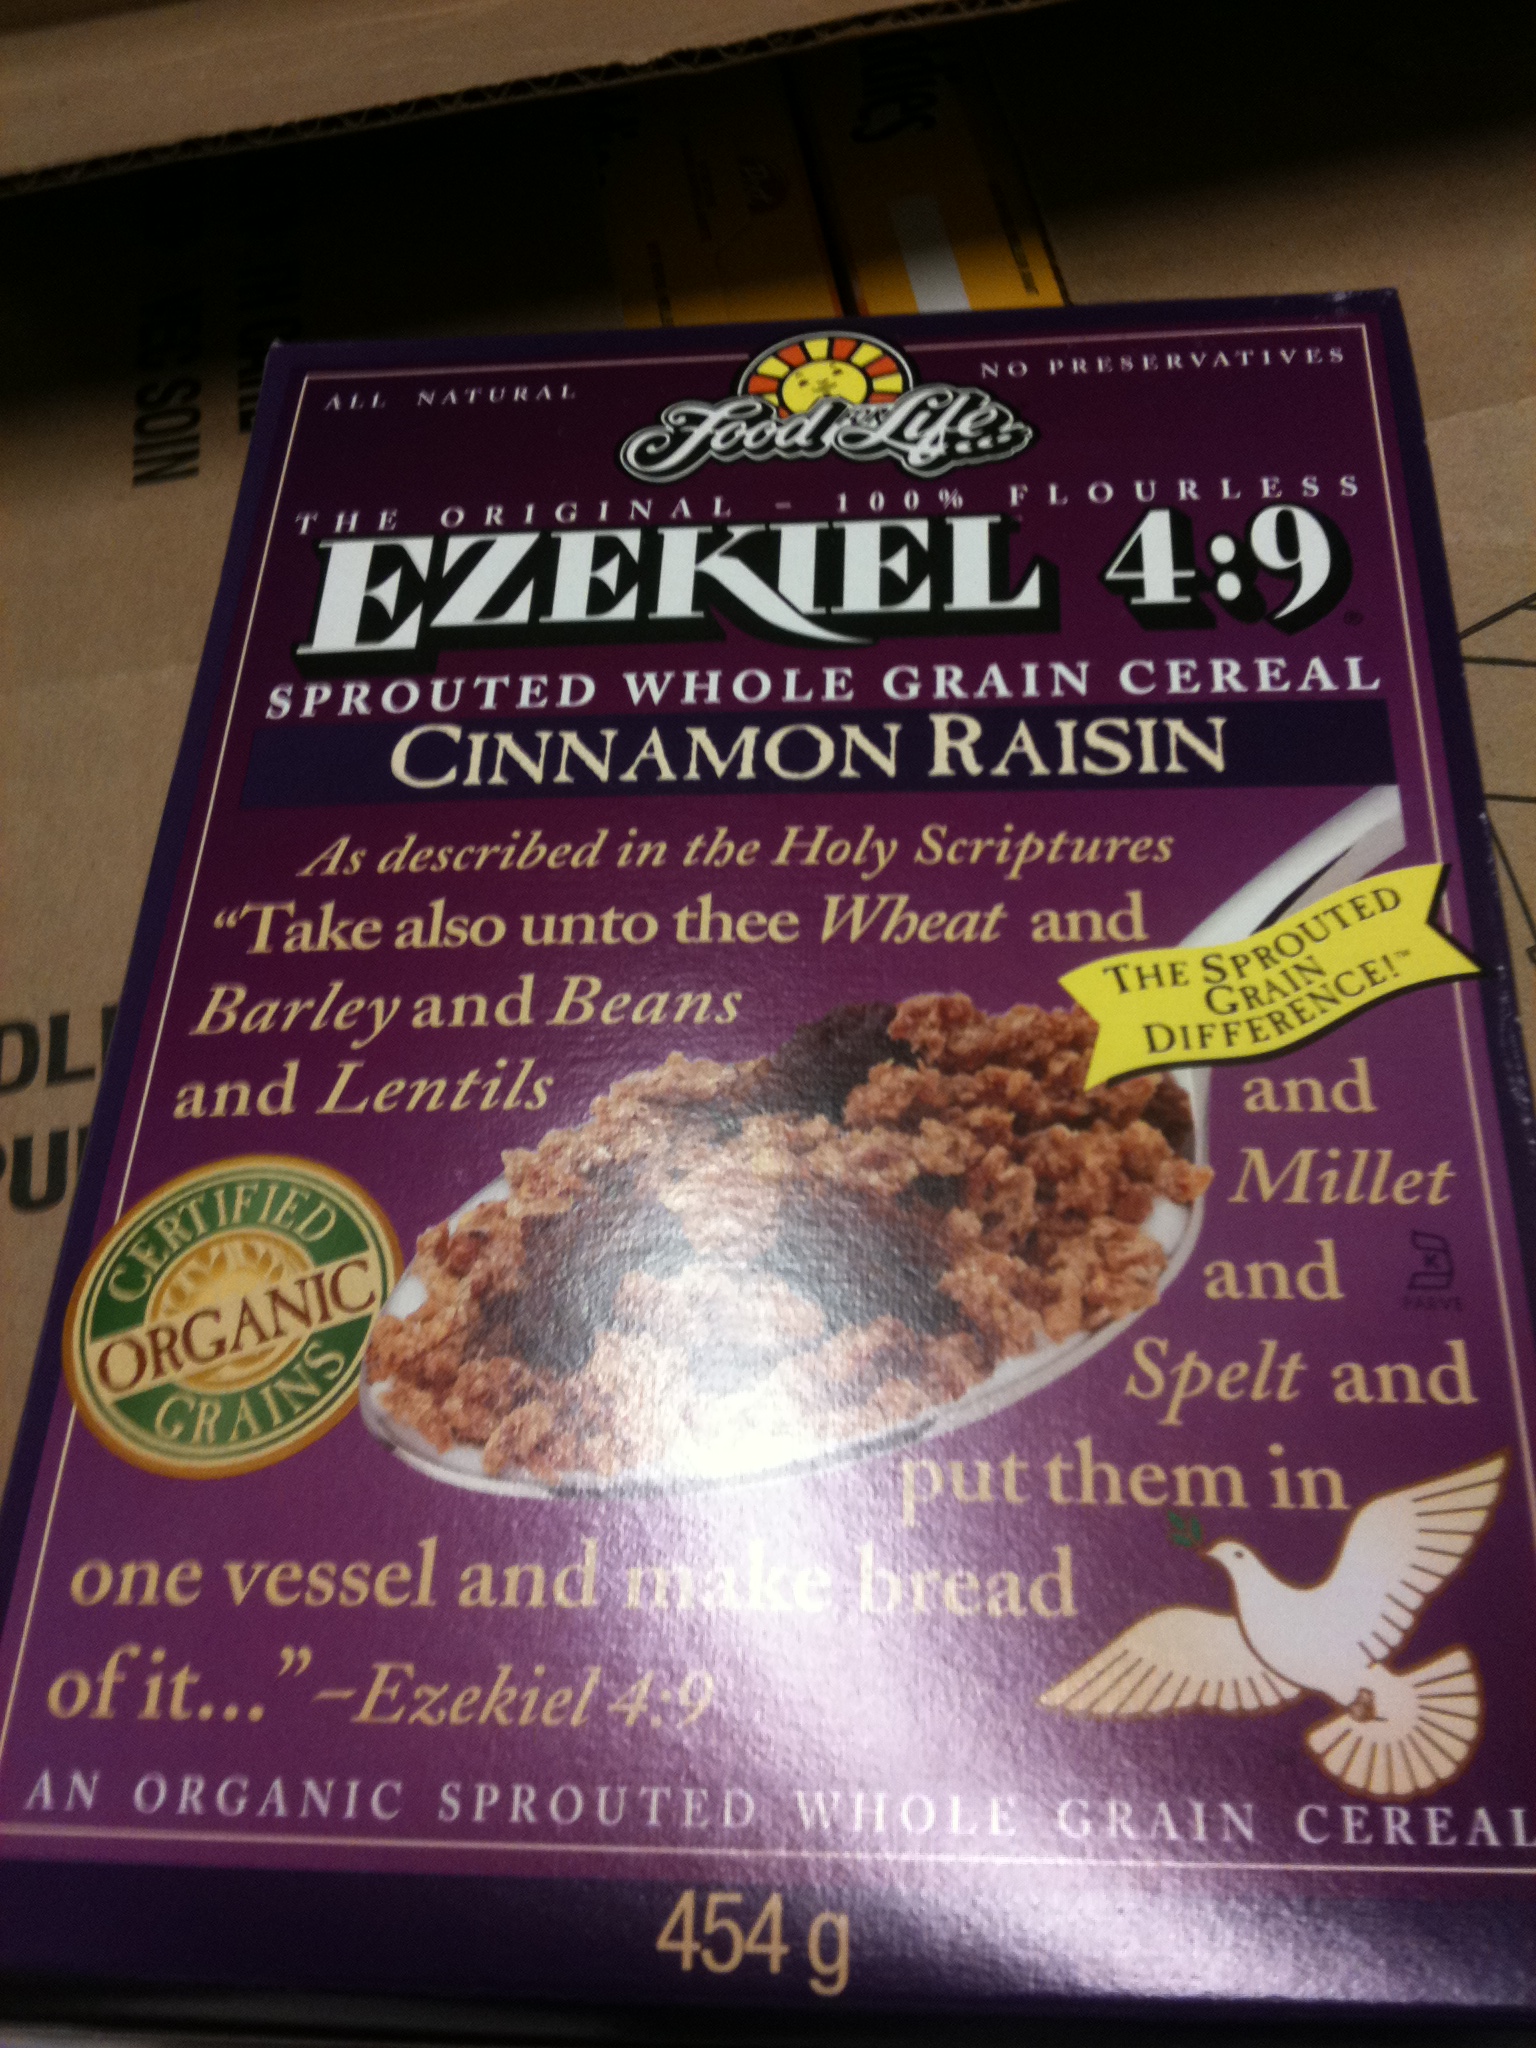 ALL NATURAL
NO PRESERVATIVES
Food FOR Life
THE ORIGINAL - 100% FLOURLESS
EZEKIEL 4:9®
SPROUTED WHOLE GRAIN CEREAL
CINNAMON RAISIN
As described in the Holy Scriptures
“Take also unto thee Wheat and
Barley and Beans
and Lentils
THE SPROUTED
GRAIN
DIFFERENCE!™
and
Millet
and
Spelt and
put them in
one vessel and make bread
of it...” –Ezekiel 4:9
CERTIFIED
ORGANIC
GRAINS
K
PARVE
AN ORGANIC SPROUTED WHOLE GRAIN CEREAL
454 g